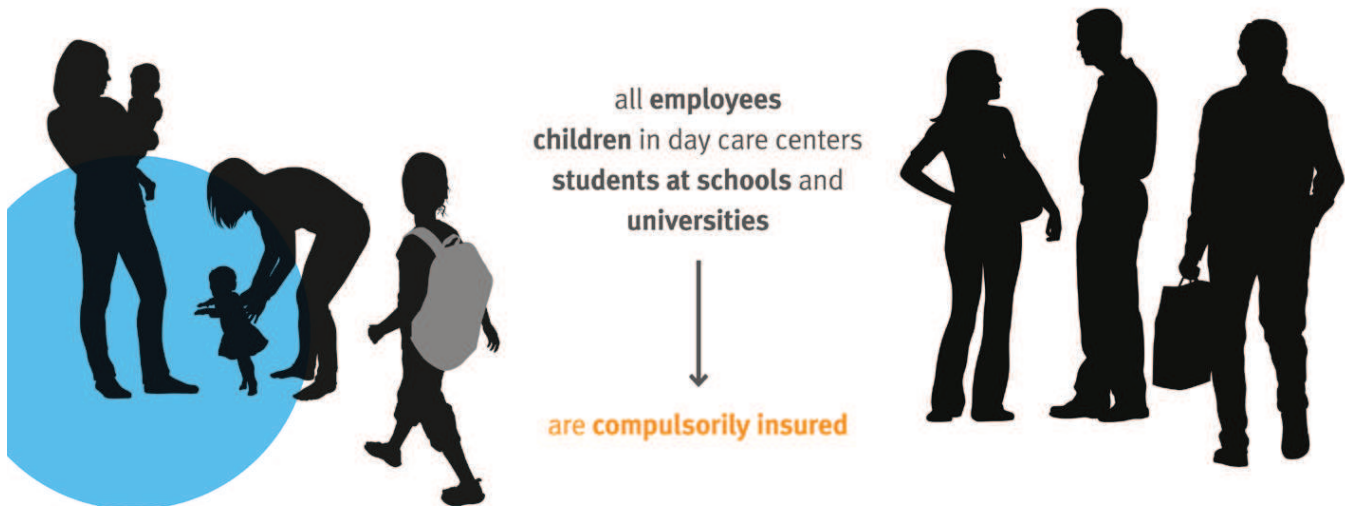 all employees
children in day care centers
students at schools and
universities
are compulsorily insured